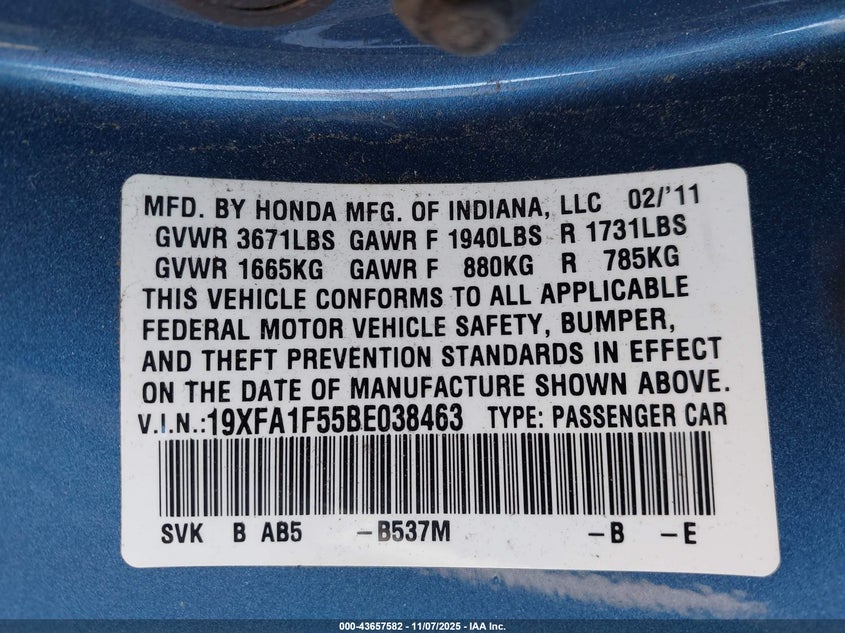 MFD. BY HONDA MFG. OF INDIANA, LLC 02/'11
GVWR 3671LBS GAWR F 1940LBS R 1731LBS
GVWR 1665KG GAWR F 880KG R 785KG
THIS VEHICLE CONFORMS TO ALL APPLICABLE
FEDERAL MOTOR VEHICLE SAFETY, BUMPER,
AND THEFT PREVENTION STANDARDS IN EFFECT
ON THE DATE OF MANUFACTURE SHOWN ABOVE.
V.I.N.:19XFA1F55BE038463 TYPE: PASSENGER CAR
SVK B AB5 -B537M -B -E
000-43657582 — 11/07/2025 — IAA Inc.